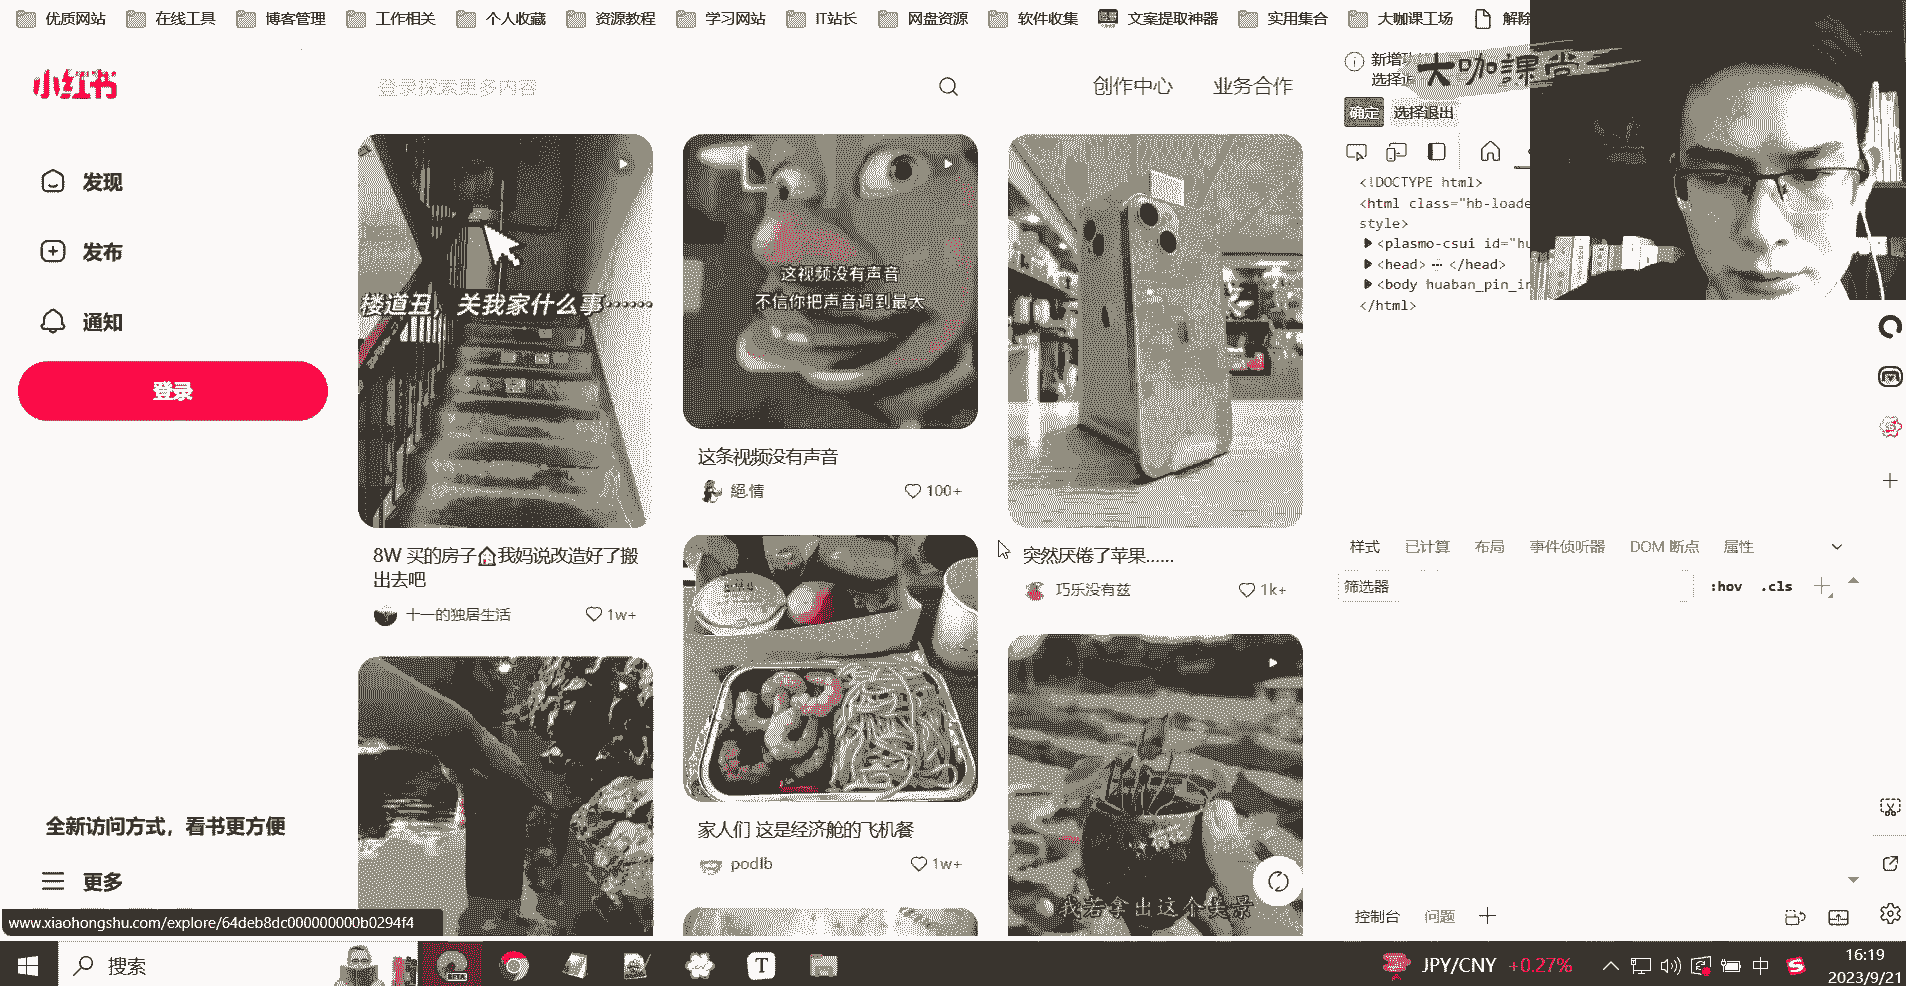 优质网站 在线工具 博客管理 工作相关 个人收藏 资源教程 学习网站 IT站长 网盘资源 软件收集 文案提取神器 实用集合 大咖课工场 解除
小红书
登录探索更多内容
创作中心 业务合作
发现
发布
通知
登录
全新访问方式，看书更方便
更多
www.xiaohongshu.com/explore/64deb8dc000000000b0294f4
楼道丑，关我家什么事……
8W 买的房子🏠我妈说改造好了搬
出去吧
十一的独居生活 1w+
这视频没有声音
不信你把声音调到最大
这条视频没有声音
絕.情 100+
家人们 这是经济舱的飞机餐
podlb 1w+
突然厌倦了苹果......
巧乐没有兹 1k+
我若拿出这个
新增
选择
大咖課堂
确定 选择退出
<!DOCTYPE html>
<html class="hb-loade
style>
<plasmo-csui id="hu
<head> … </head>
<body huaban_pin_in
</html>
样式 已计算 布局 事件侦听器 DOM 断点 属性
筛选器 :hov .cls
控制台 问题
搜索
BETA
T
JPY/CNY +0.27%
中
S
16:19
2023/9/21